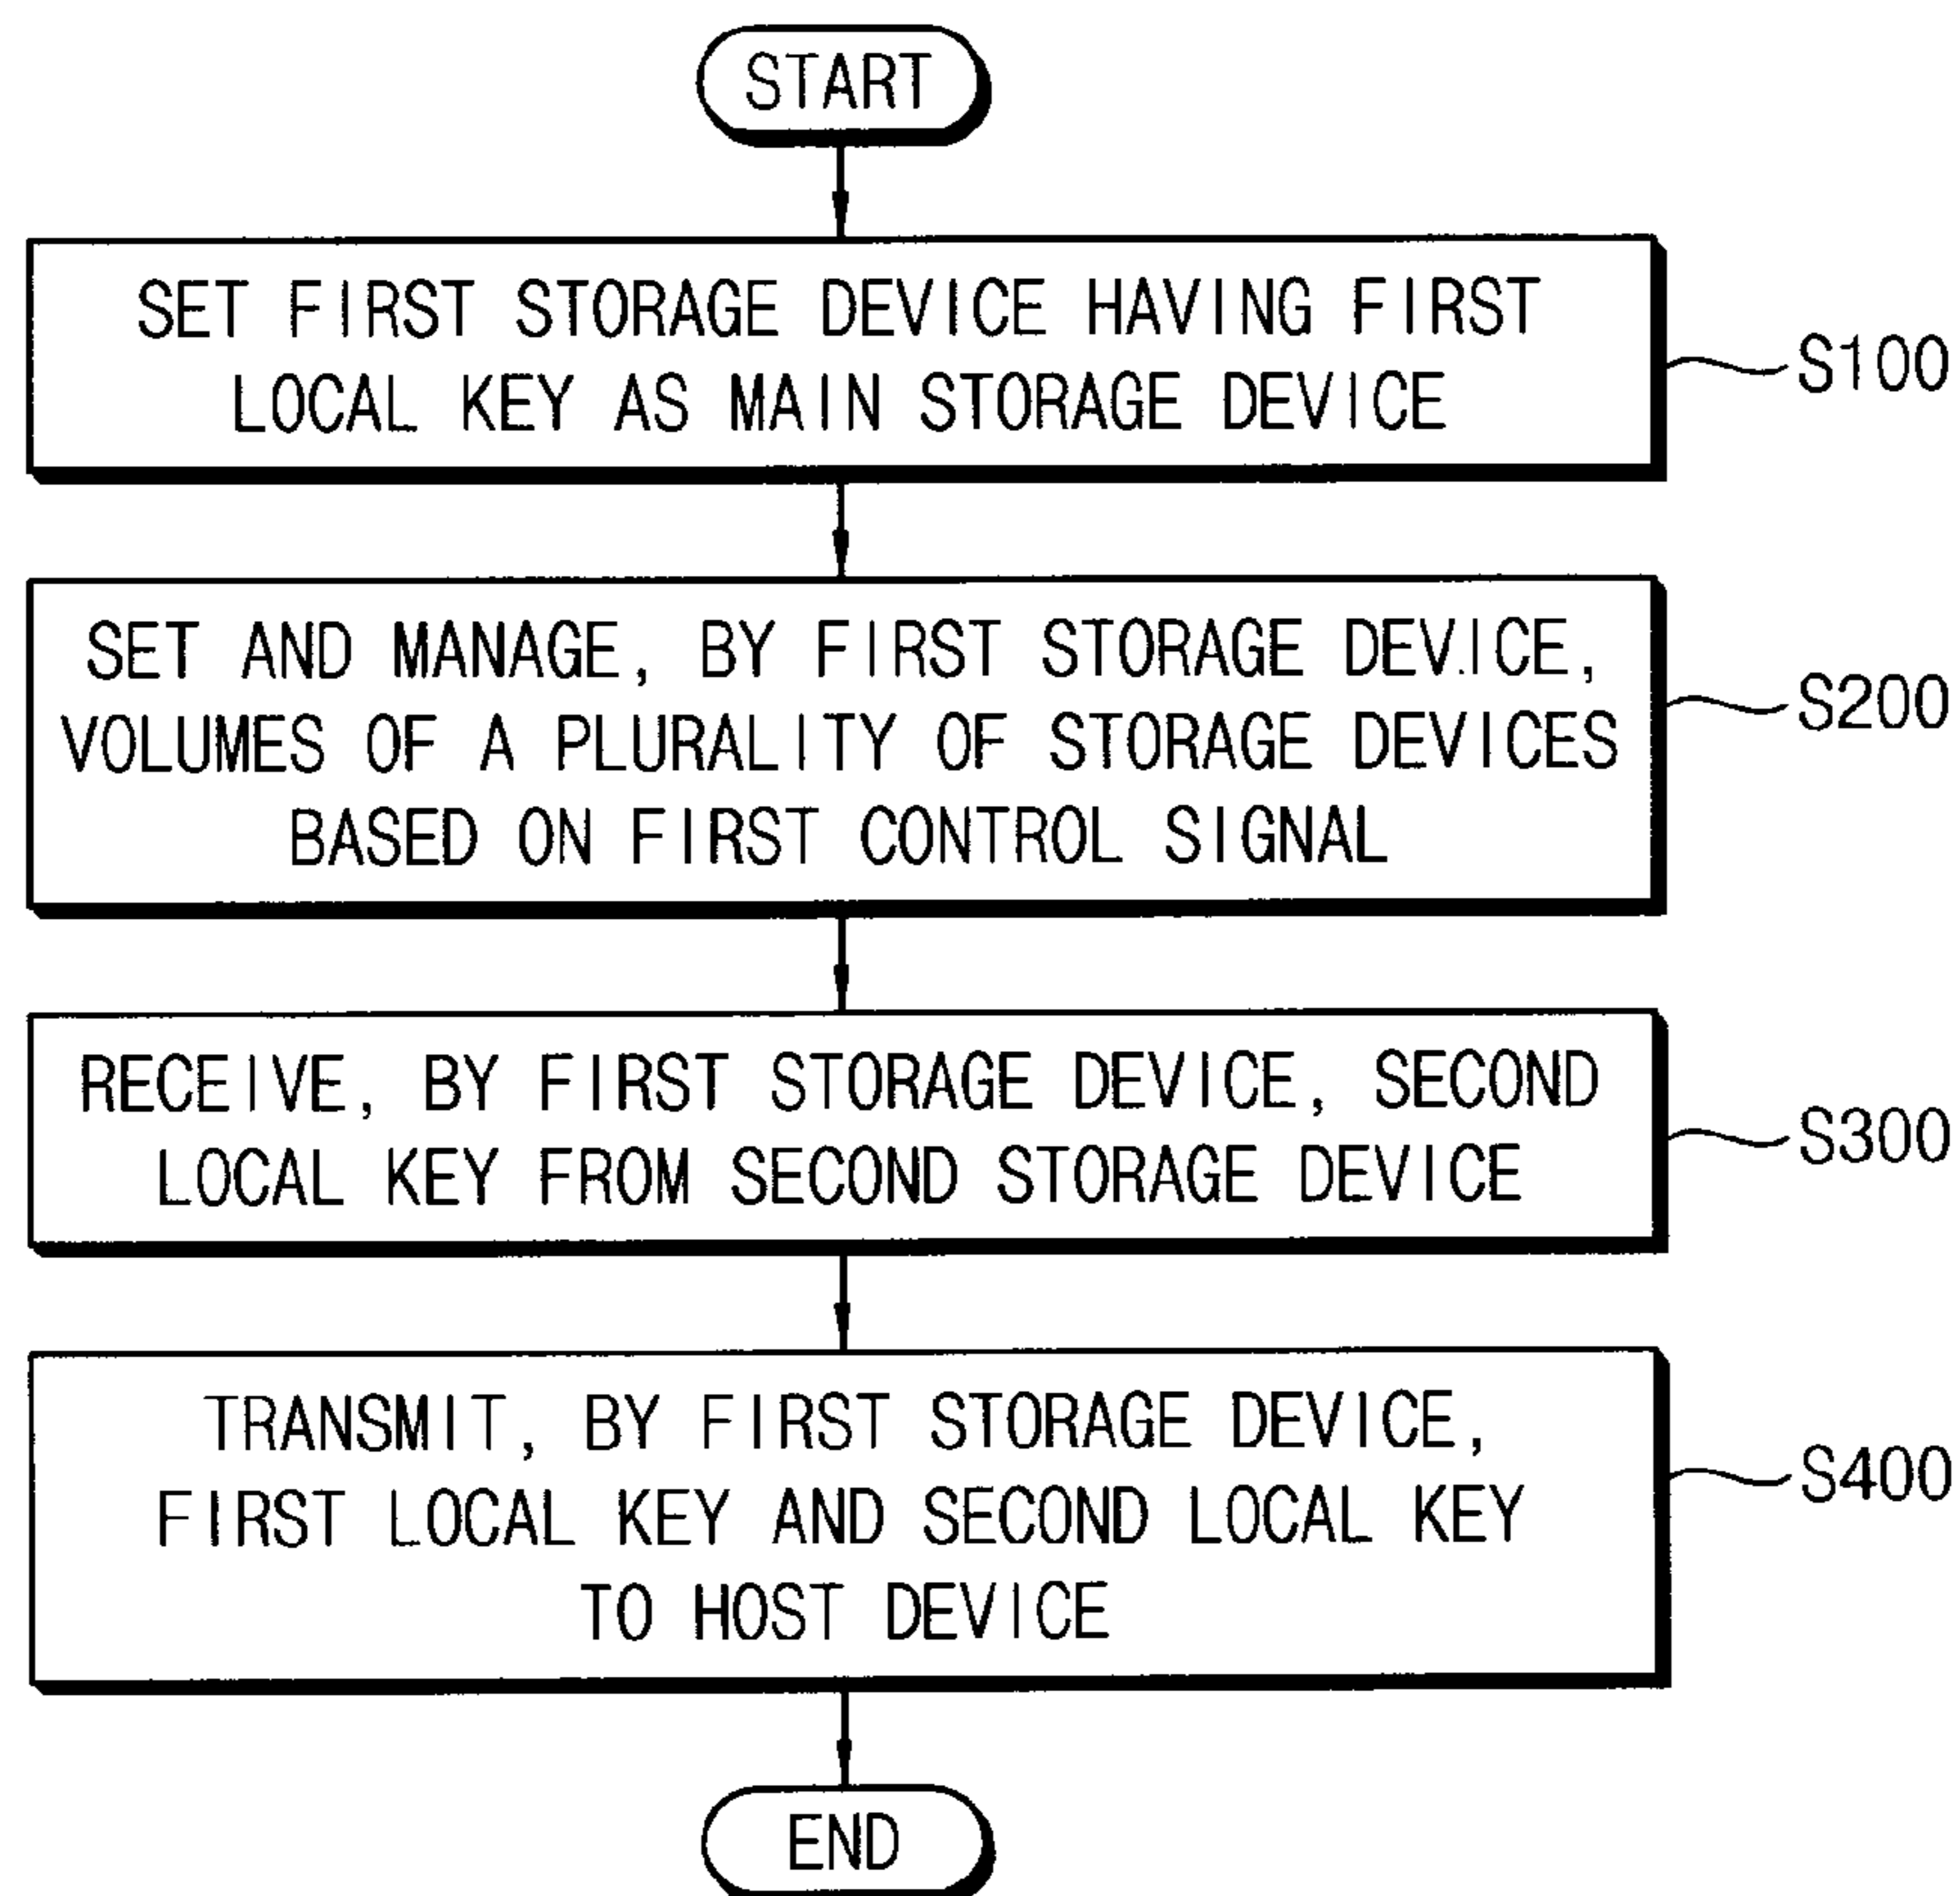 START
SET FIRST STORAGE DEVICE HAVING FIRST
LOCAL KEY AS MAIN STORAGE DEVICE
S100
SET AND MANAGE, BY FIRST STORAGE DEVICE,
VOLUMES OF A PLURALITY OF STORAGE DEVICES
BASED ON FIRST CONTROL SIGNAL
S200
RECEIVE, BY FIRST STORAGE DEVICE, SECOND
LOCAL KEY FROM SECOND STORAGE DEVICE
S300
TRANSMIT, BY FIRST STORAGE DEVICE,
FIRST LOCAL KEY AND SECOND LOCAL KEY
TO HOST DEVICE
S400
END